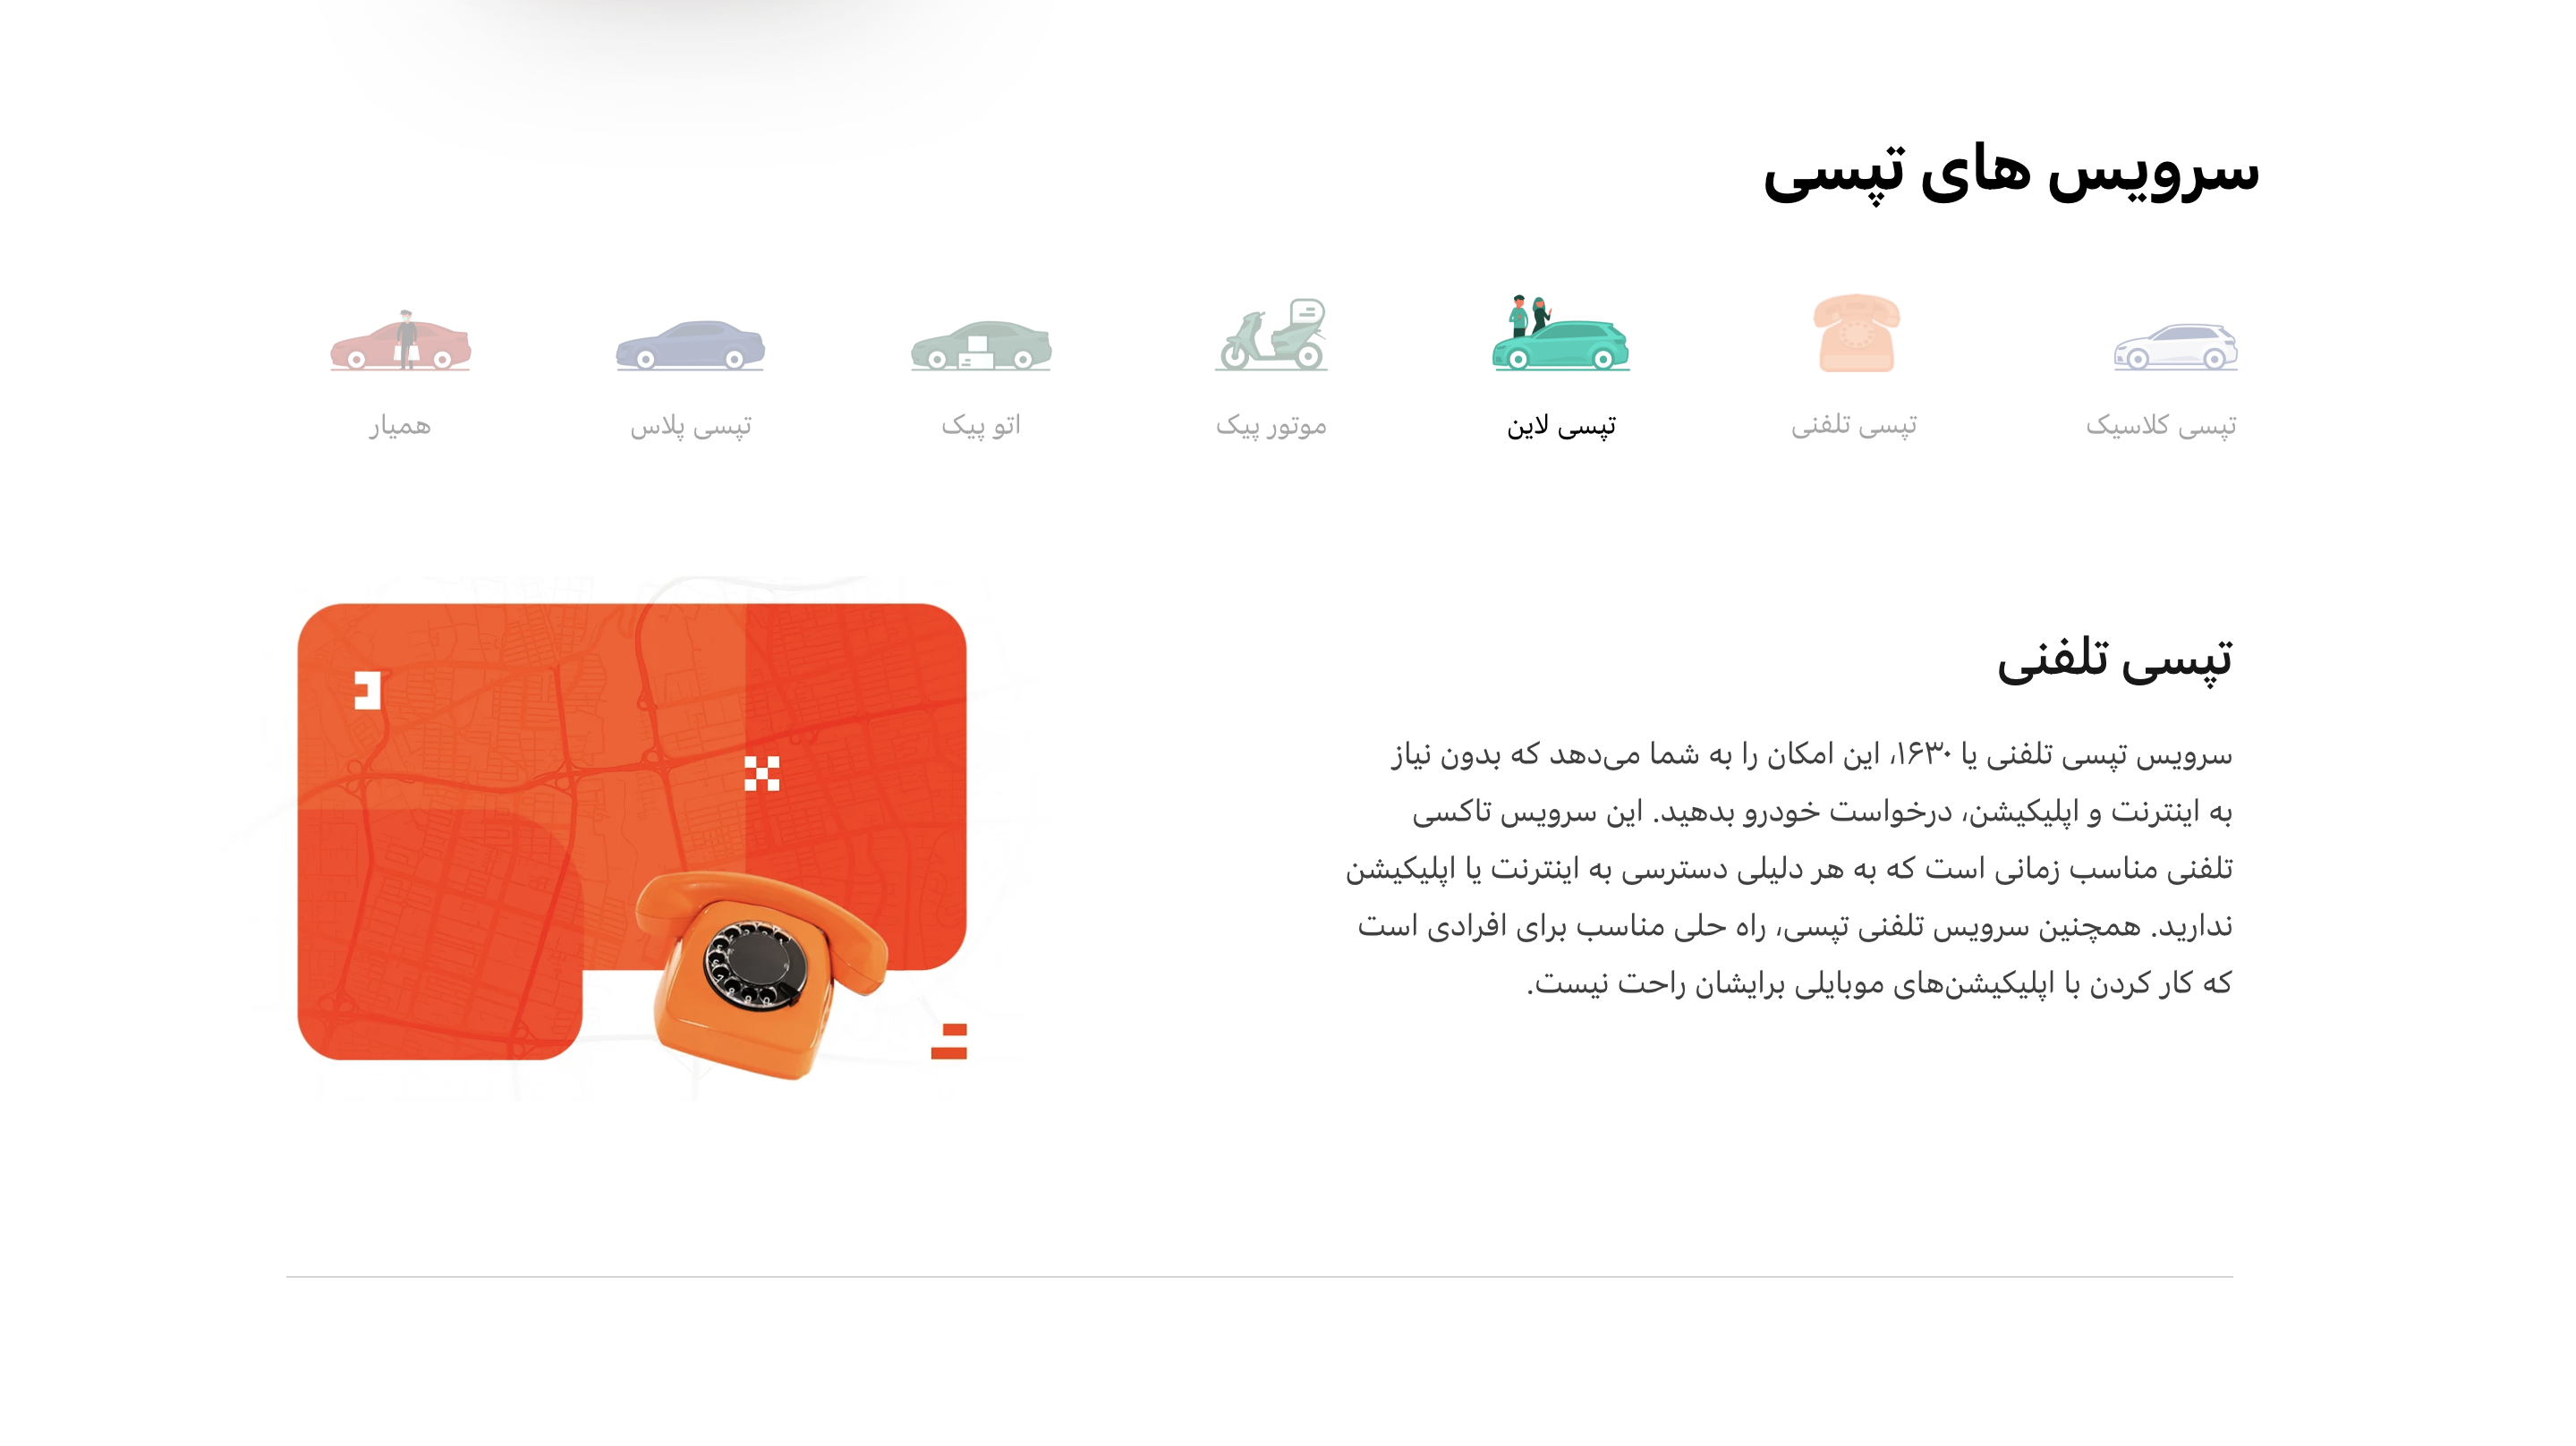 سرویس های تپسی
تپسی کلاسیک
تپسی تلفنی
تپسی لاین
موتور پیک
اتو پیک
تپسی پلاس
همیار
تپسی تلفنی
سرویس تپسی تلفنی یا ۱۶۳۰، این امکان را به شما می‌دهد که بدون نیاز
به اینترنت و اپلیکیشن، درخواست خودرو بدهید. این سرویس تاکسی
تلفنی مناسب زمانی است که به هر دلیلی دسترسی به اینترنت یا اپلیکیشن
ندارید. همچنین سرویس تلفنی تپسی، راه حلی مناسب برای افرادی است
که کار کردن با اپلیکیشن‌های موبایلی برایشان راحت نیست.